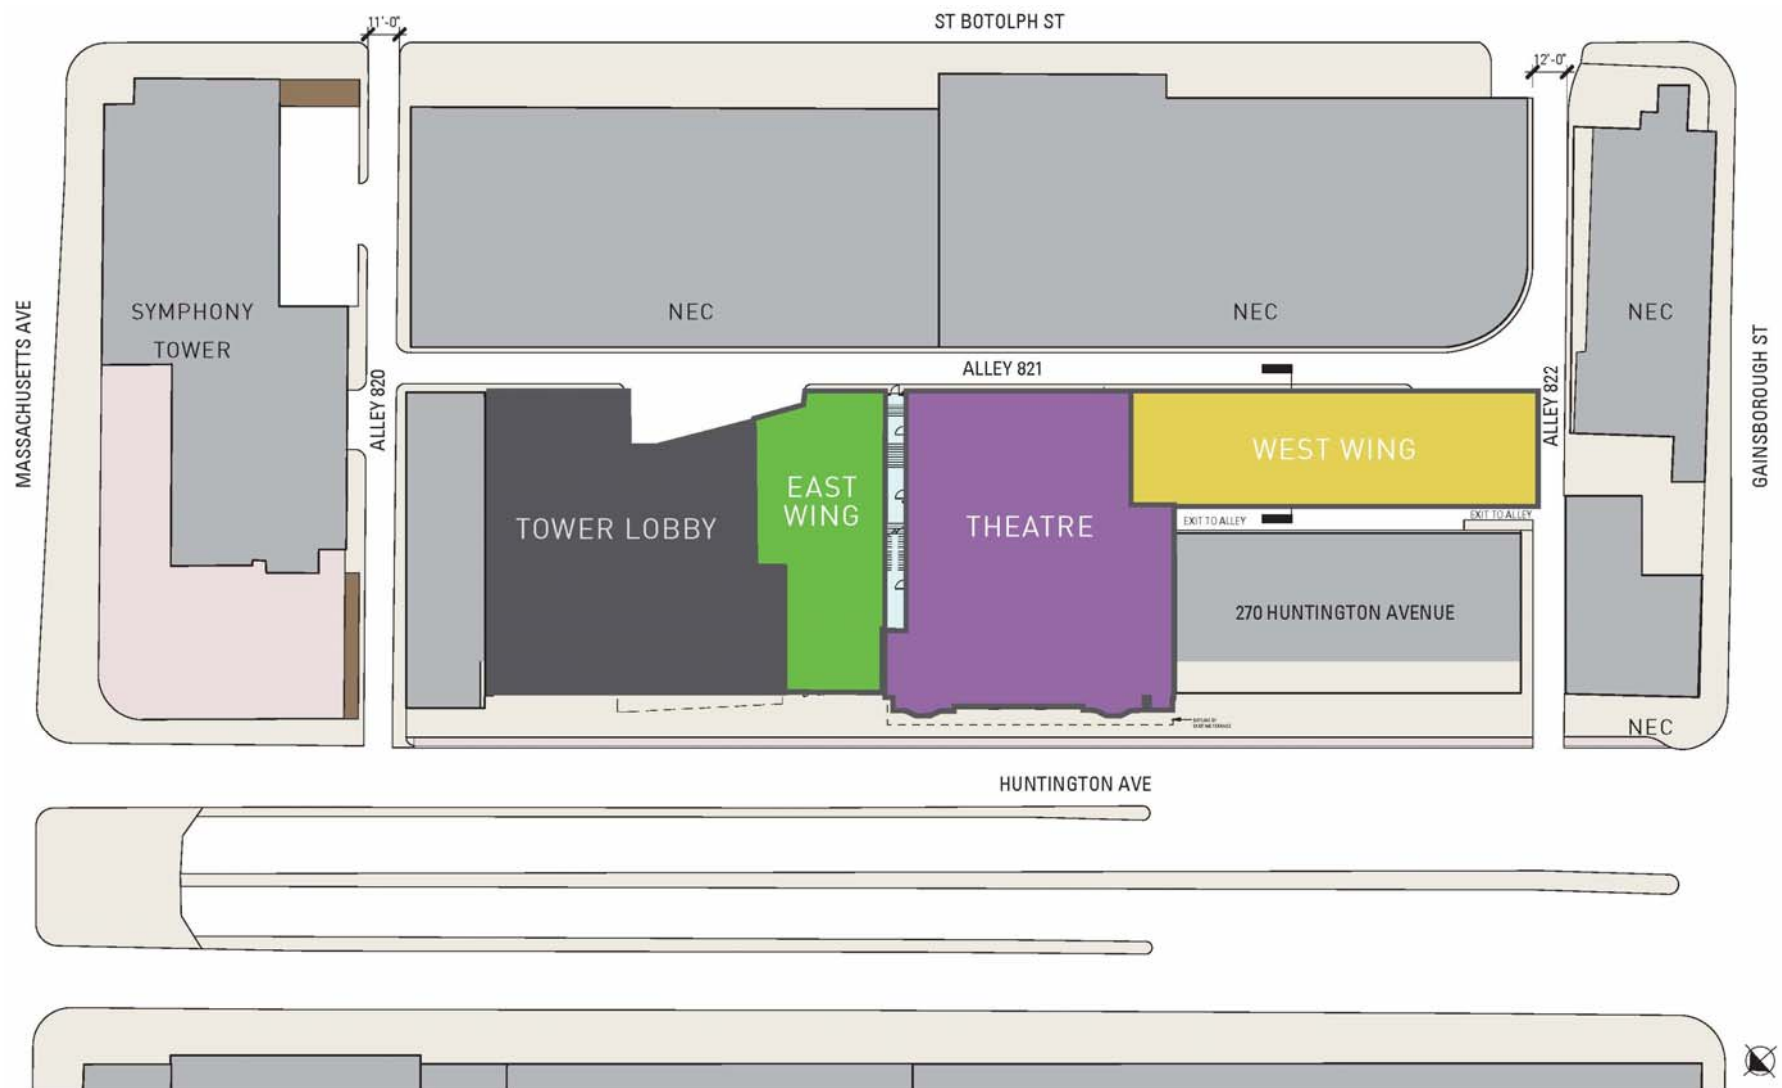 ST BOTOLPH ST
11'-0"
12'-0"
SYMPHONY
TOWER
NEC
NEC
NEC
MASSACHUSETTS AVE
GAINSBOROUGH ST
ALLEY 820
ALLEY 821
ALLEY 822
TOWER LOBBY
EAST
WING
THEATRE
WEST WING
EXIT TO ALLEY
EXIT TO ALLEY
270 HUNTINGTON AVENUE
NEC
HUNTINGTON AVE